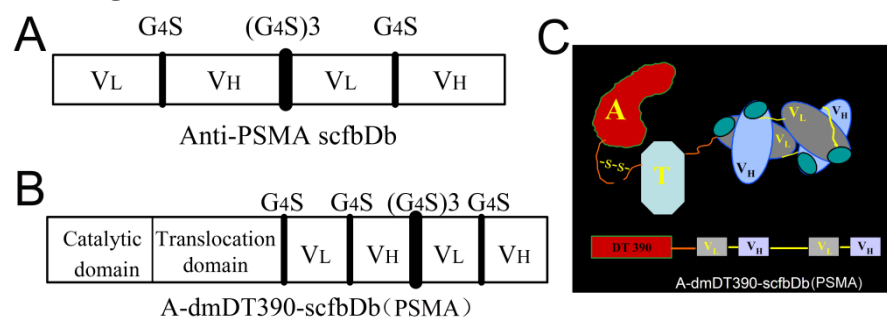 A
G4S (G4S)3 G4S
VL VH VL VH
Anti-PSMA scfbDb
B
G4S G4S (G4S)3 G4S
Catalytic domain Translocation domain VL VH VL VH
A-dmDT390-scfbDb(PSMA)
C
A
-S-S-
T
VH
VL
VL
VH
DT 390 VL VH VL VH
A-dmDT390-scfbDb(PSMA)